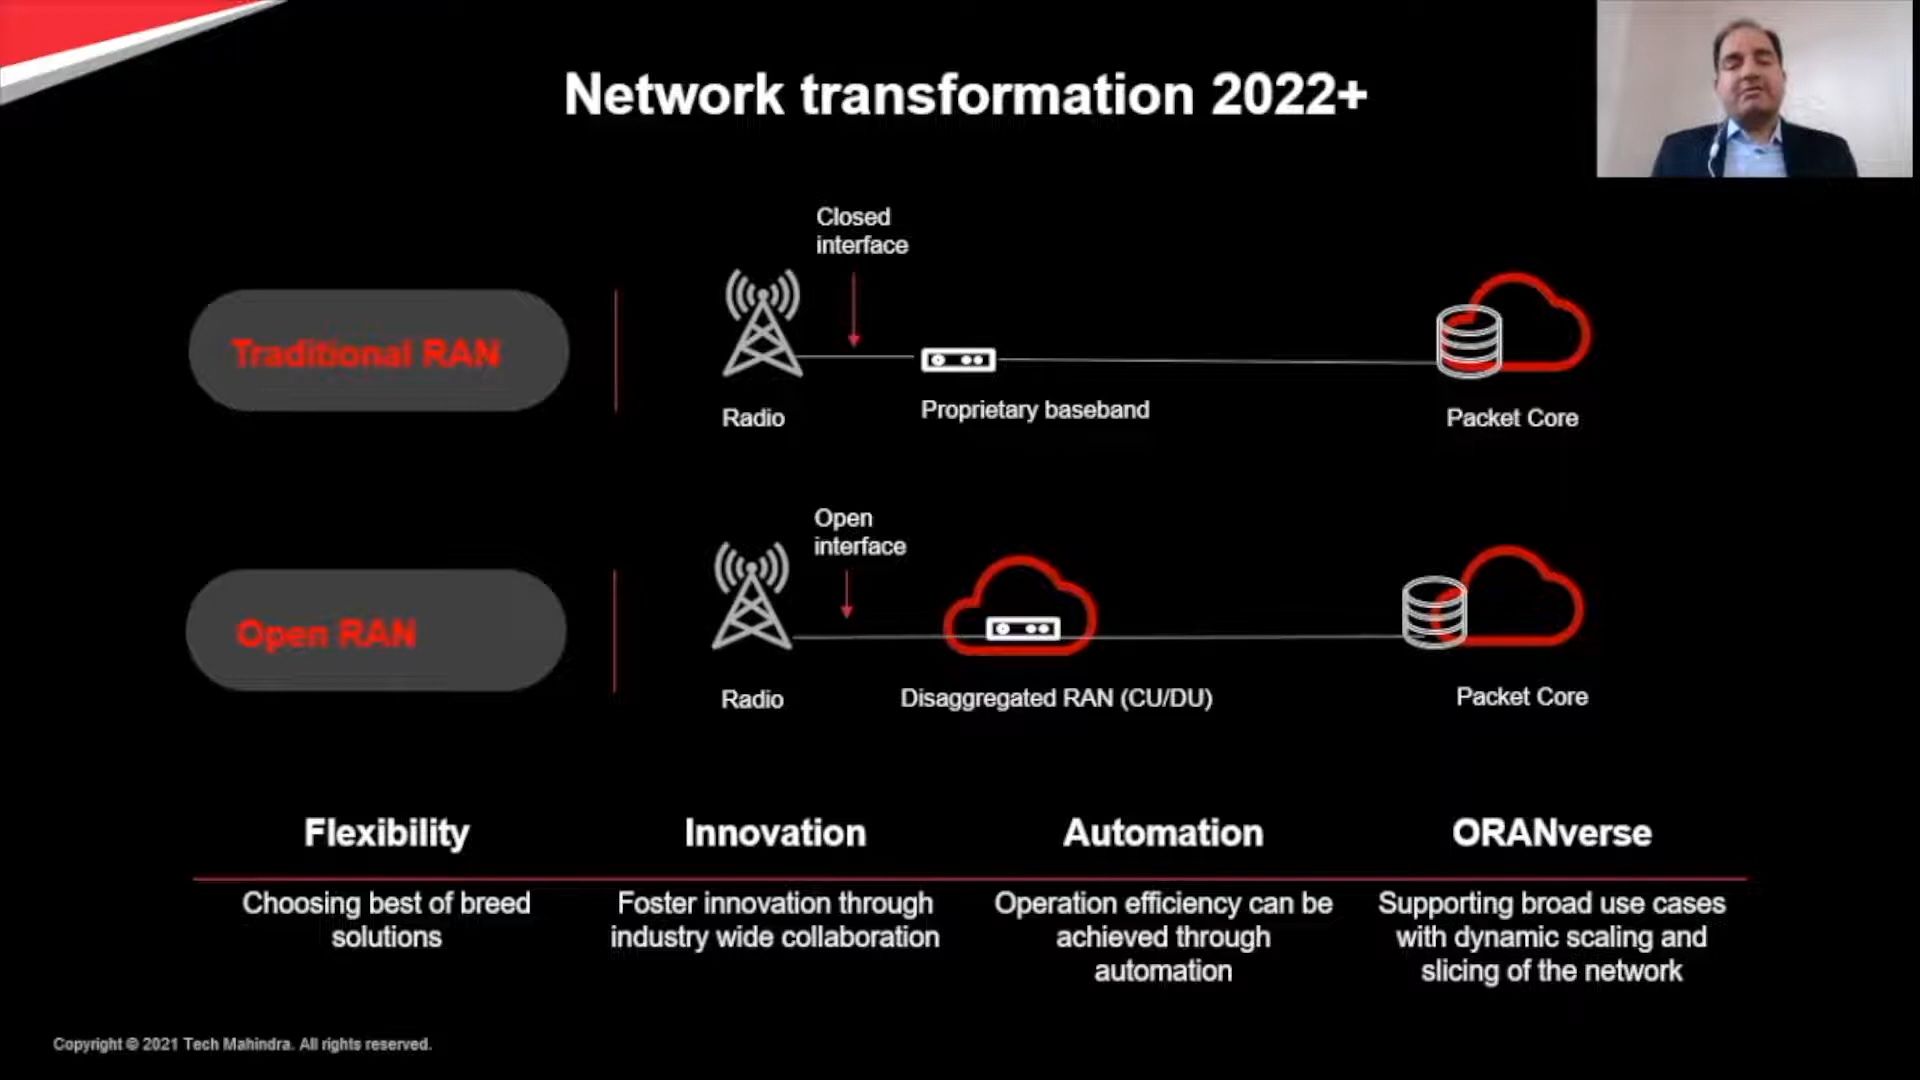 Network transformation 2022+
Closed
interface
Traditional RAN
Radio
Proprietary baseband
Packet Core
Open
interface
Open RAN
Radio
Disaggregated RAN (CU/DU)
Packet Core
Flexibility
Innovation
Automation
ORANverse
Choosing best of breed
solutions
Foster innovation through
industry wide collaboration
Operation efficiency can be
achieved through
automation
Supporting broad use cases
with dynamic scaling and
slicing of the network
Copyright © 2021 Tech Mahindra. All rights reserved.